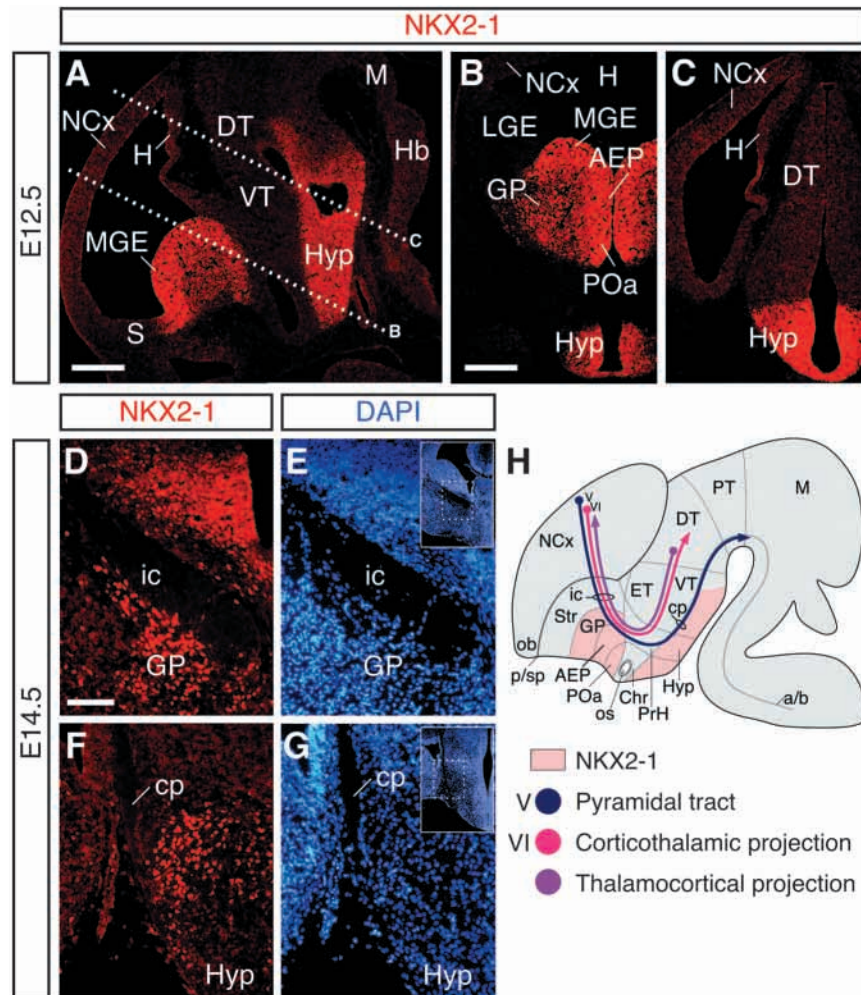 NKX2-1
E12.5
A
M
NCx
DT
H
Hb
VT
MGE
Hyp
C
S
B
B
NCx
H
LGE
MGE
AEP
GP
POa
Hyp
C
NCx
H
DT
Hyp
NKX2-1
DAPI
E14.5
D
ic
GP
E
ic
GP
F
cp
Hyp
G
cp
Hyp
H
V
VI
PT
M
NCx
DT
ic
ET
VT
Str
cp
GP
ob
p/sp
AEP
Hyp
POa
Chr
a/b
os
PrH
NKX2-1
V Pyramidal tract
VI Corticothalamic projection
Thalamocortical projection